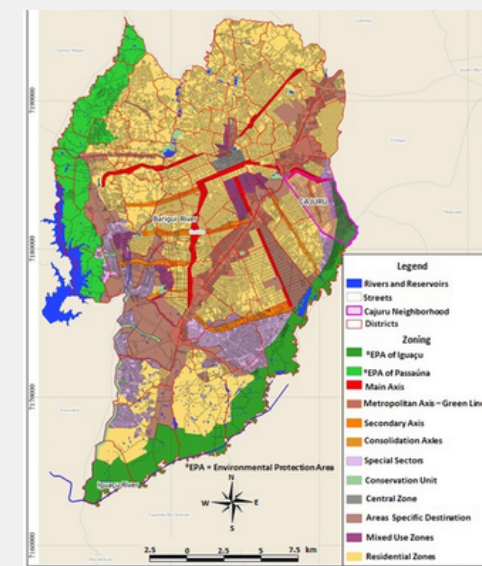 7190000
7180000
7170000
7160000
Barigui River
CAJURU
Iguaçu River
ªEPA = Environmental Protection Area
N
W
E
S
2.5 0 2.5 5 7.5 km
Legend
Rivers and Reservoirs
Streets
Cajuru Neighborhood
Districts
Zoning
ªEPA of Iguaçu
ªEPA of Passaúna
Main Axis
Metropolitan Axis – Green Line
Secondary Axis
Consolidation Axles
Special Sectors
Conservation Unit
Central Zone
Areas Specific Destination
Mixed Use Zones
Residential Zones